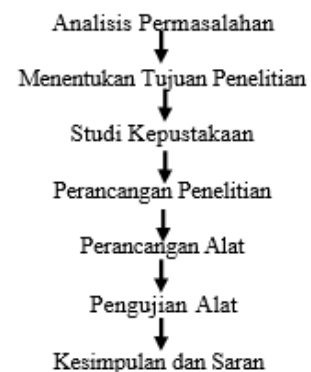 Analisis Permasalahan
Menentukan Tujuan Penelitian
Studi Kepustakaan
Perancangan Penelitian
Perancangan Alat
Pengujian Alat
Kesimpulan dan Saran